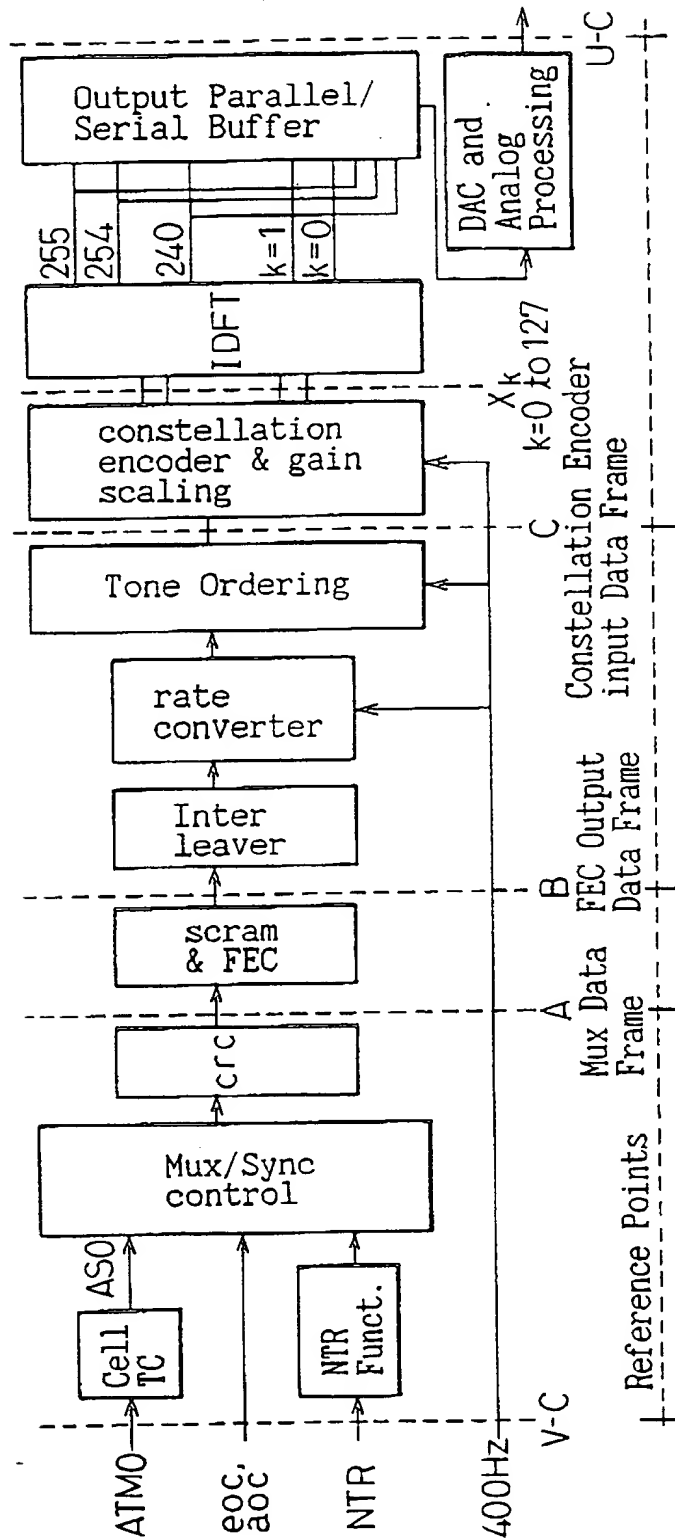 ATM0
eoc,
aoc
NTR
400Hz
Cell
TC
AS0
NTR
Funct.
V-C
Mux/Sync
control
crc
A
scram
& FEC
B
Inter
leaver
rate
converter
Tone Ordering
C
constellation
encoder & gain
scaling
Xk
k=0 to 127
IDFT
255
254
240
k=1
k=0
Output Parallel/
Serial Buffer
DAC and
Analog
Processing
U-C
Reference Points
Mux Data
Frame
FEC Output
Data Frame
Constellation Encoder
input Data Frame